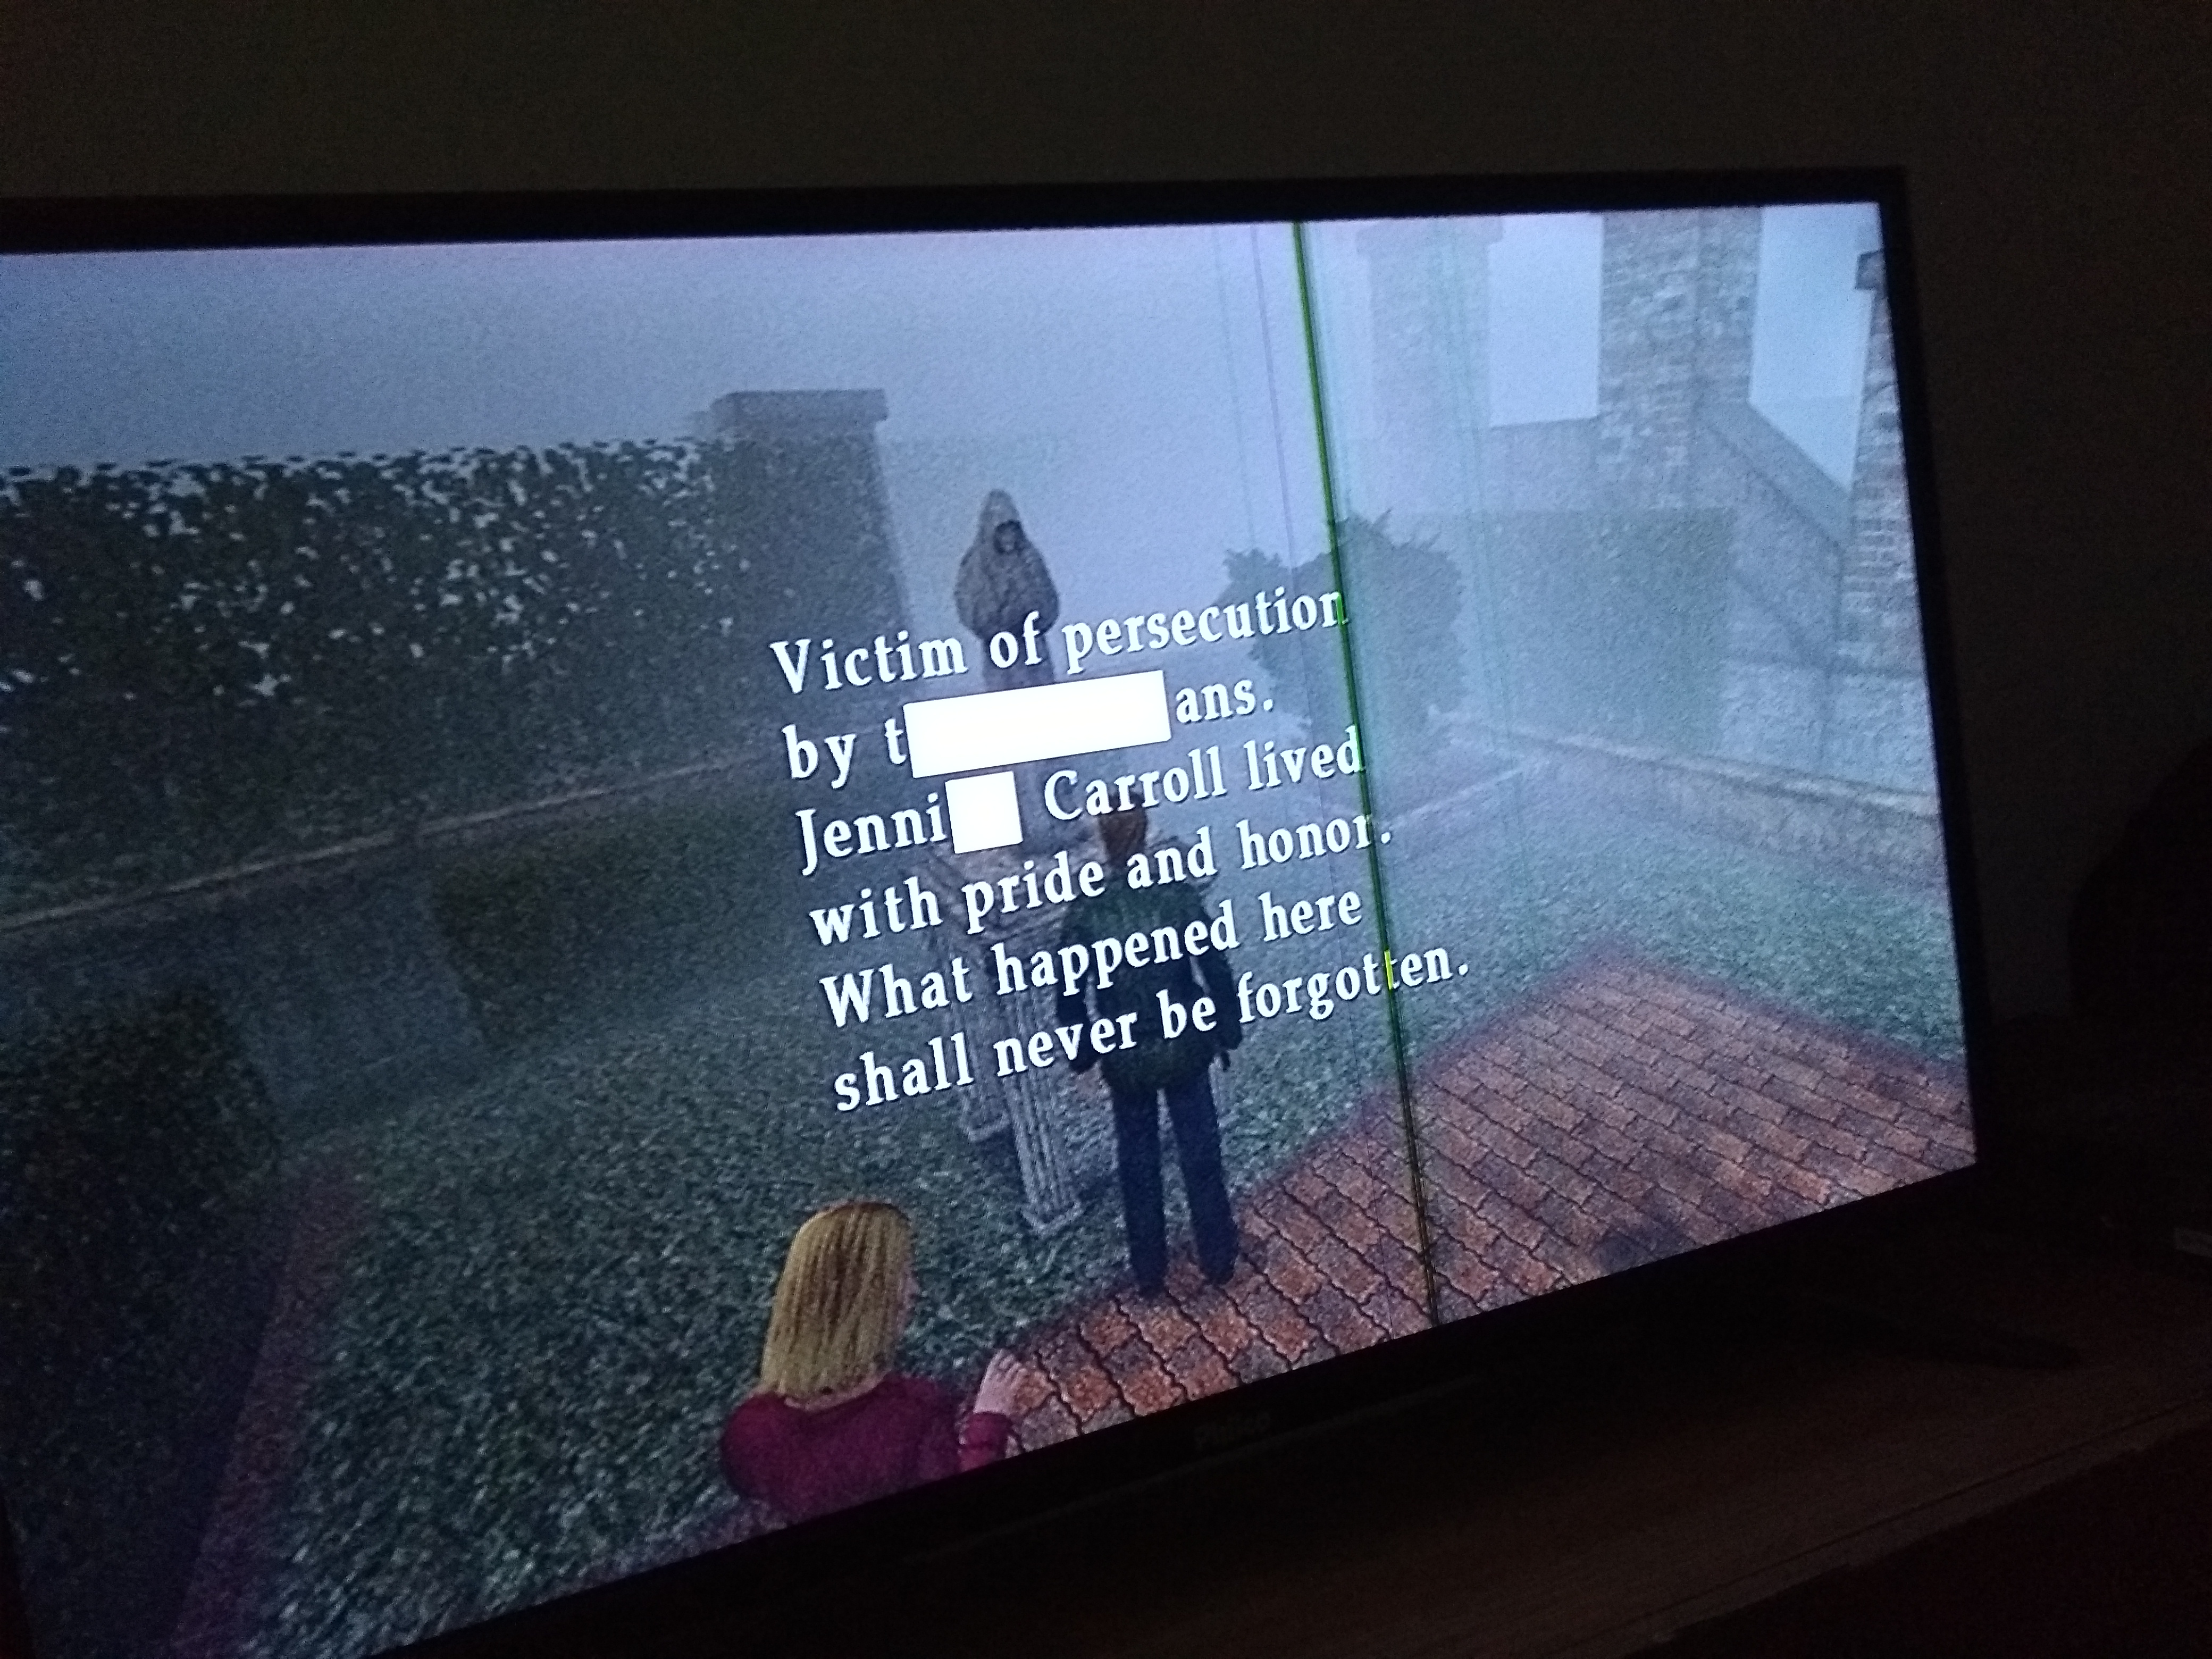 Victim of persecution
by t ans.
Jenni Carroll lived
with pride and honor.
What happened here
shall never be forgotten.
PHILCO